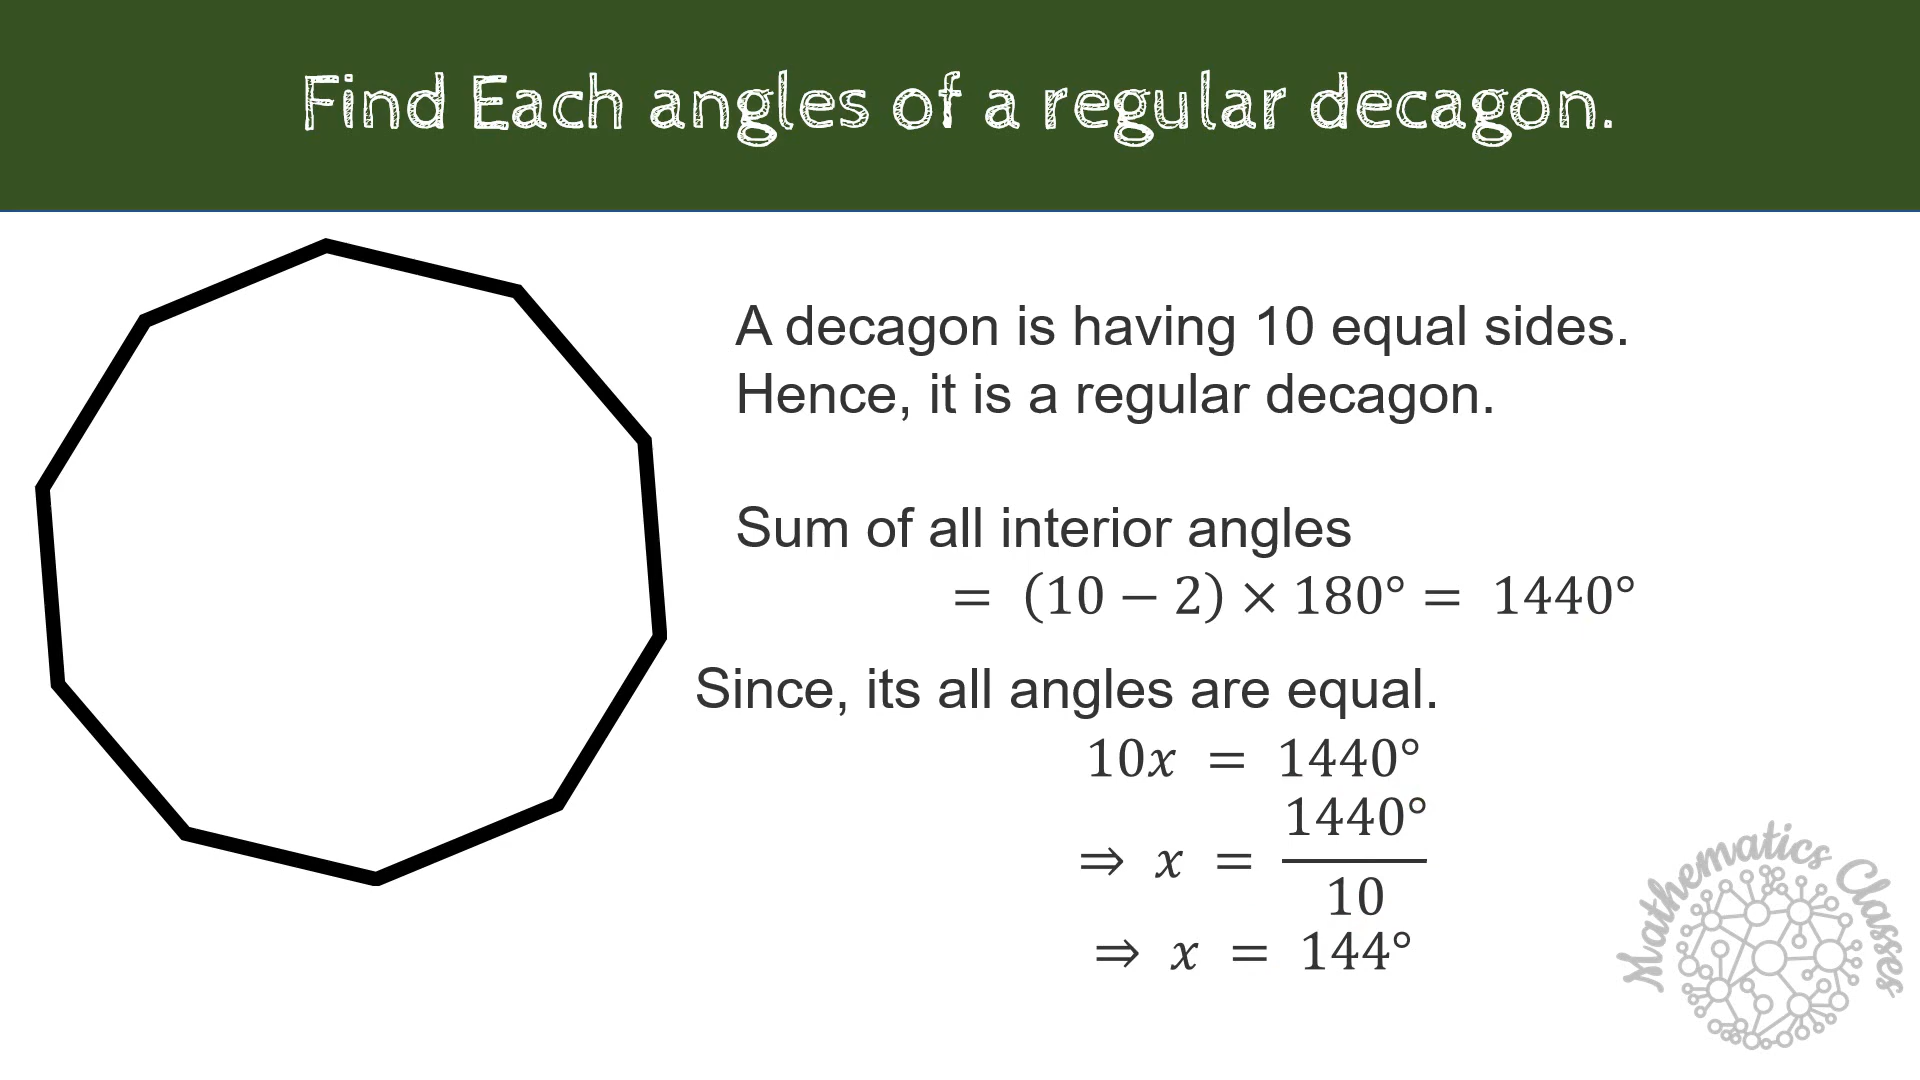 Find Each angles of a regular decagon.
A decagon is having 10 equal sides.
Hence, it is a regular decagon.
Sum of all interior angles
= (10 − 2) × 180° = 1440°
Since, its all angles are equal.
10x = 1440°
⇒ x = 1440° / 10
⇒ x = 144°
Mathematics Classes